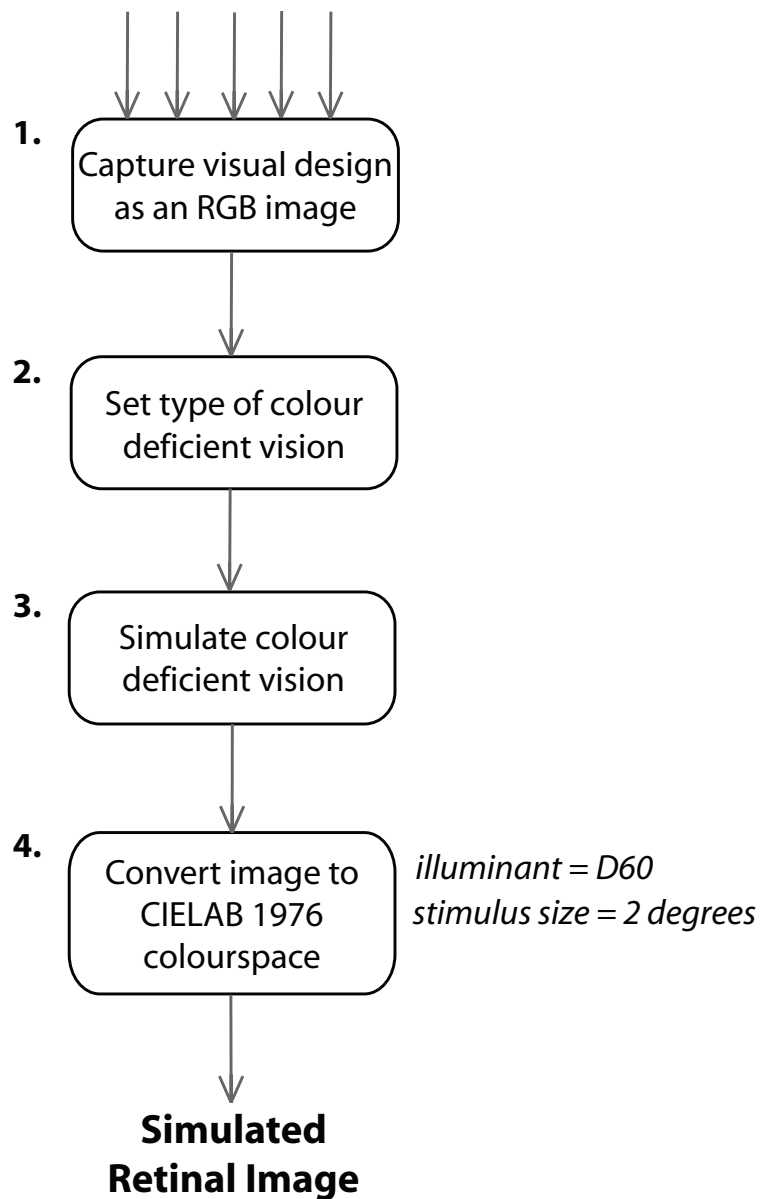 1.
Capture visual design
as an RGB image
2.
Set type of colour
deficient vision
3.
Simulate colour
deficient vision
4.
Convert image to
CIELAB 1976
colourspace
illuminant = D60
stimulus size = 2 degrees
Simulated
Retinal Image